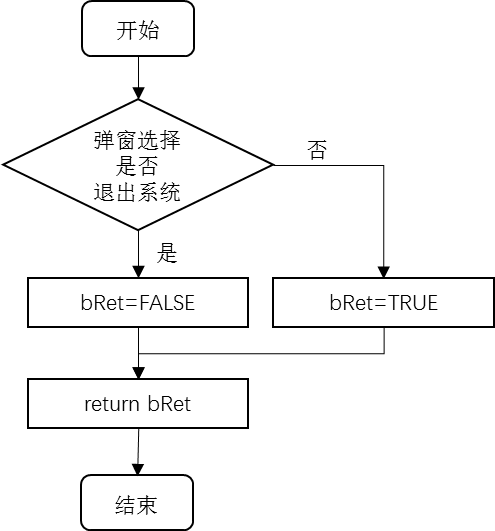 开始
弹窗选择
是否
退出系统
否
是
bRet=FALSE
bRet=TRUE
return bRet
结束